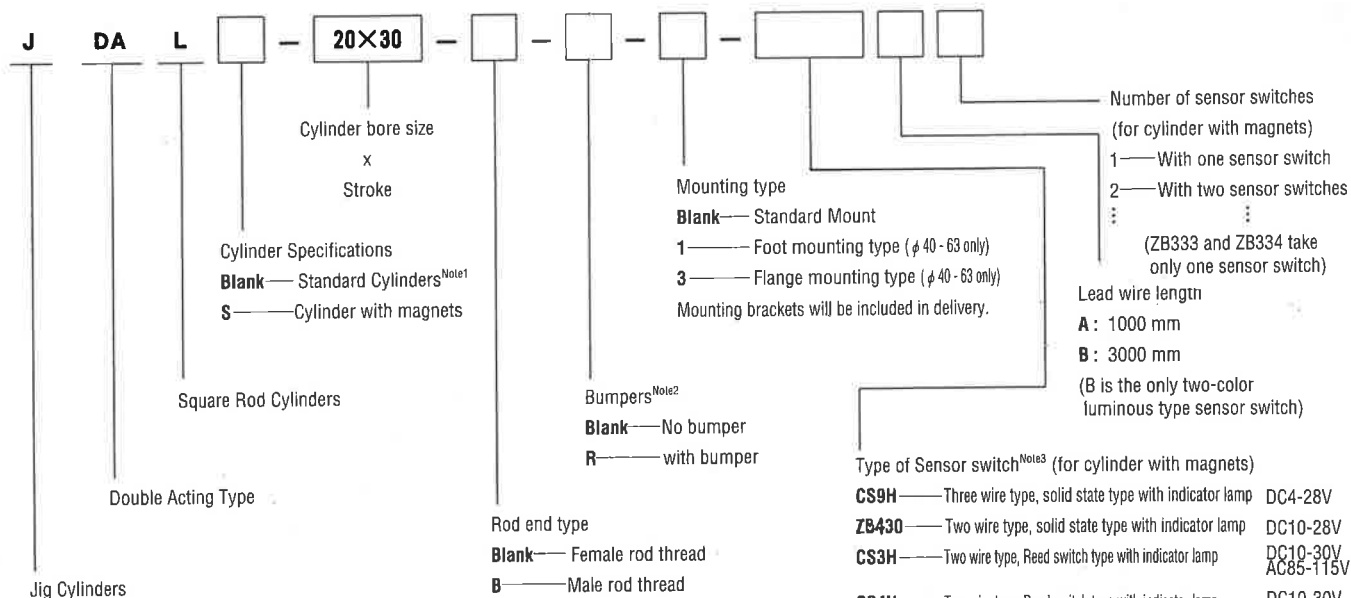 J DA L – 20×30 – – – –
Cylinder bore size
x
Stroke
Cylinder Specifications
Blank — Standard Cylinders Note1
S — Cylinder with magnets
Square Rod Cylinders
Double Acting Type
Jig Cylinders
Rod end type
Blank — Female rod thread
B — Male rod thread
Bumpers Note2
Blank — No bumper
R — with bumper
Mounting type
Blank — Standard Mount
1 — Foot mounting type (φ 40 - 63 only)
3 — Flange mounting type (φ 40 - 63 only)
Mounting brackets will be included in delivery.
Number of sensor switches
(for cylinder with magnets)
1 — With one sensor switch
2 — With two sensor switches
⋮ ⋮
(ZB333 and ZB334 take
only one sensor switch)
Lead wire length
A : 1000 mm
B : 3000 mm
(B is the only two-color
luminous type sensor switch)
Type of Sensor switch Note3 (for cylinder with magnets)
CS9H — Three wire type, solid state type with indicator lamp DC4-28V
ZB430 — Two wire type, solid state type with indicator lamp DC10-28V
CS3H — Two wire type, Reed switch type with indicator lamp DC10-30V
AC85-115V
DC10-30V